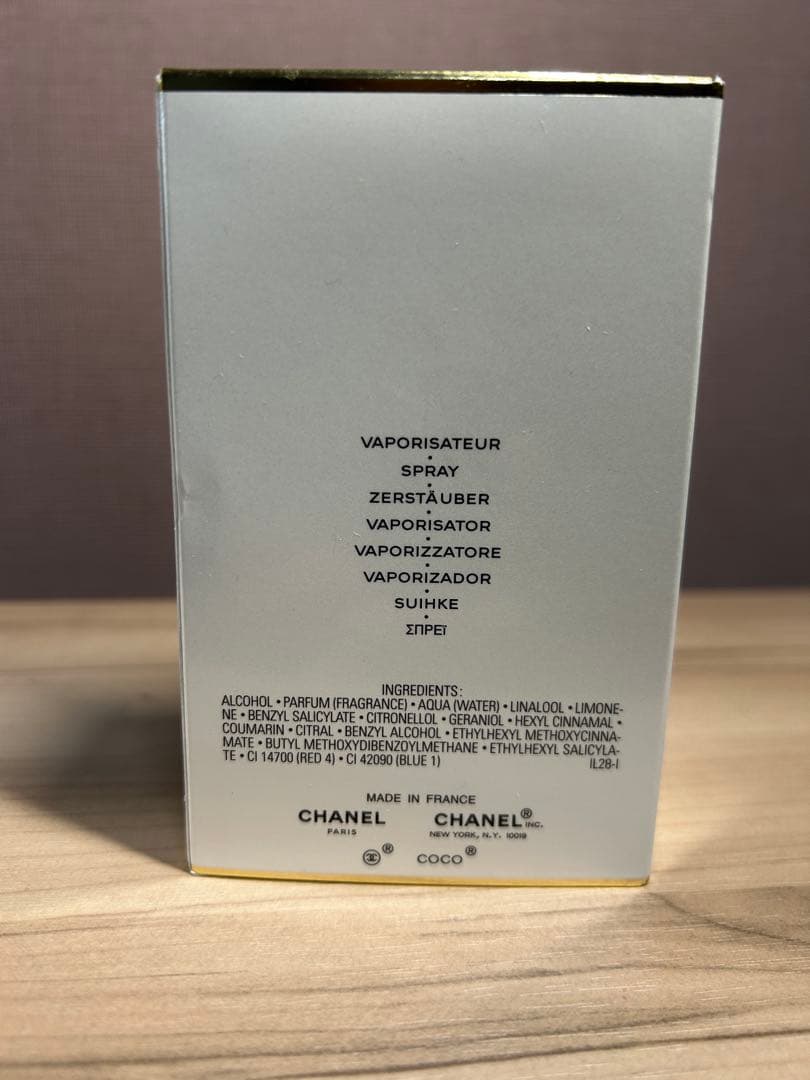 VAPORISATEUR
•
SPRAY
•
ZERSTÄUBER
•
VAPORISATOR
•
VAPORIZZATORE
•
VAPORIZADOR
•
SUIHKE
•
ΣΠΡΕϊ
INGREDIENTS:
ALCOHOL • PARFUM (FRAGRANCE) • AQUA (WATER) • LINALOOL • LIMONE-
NE • BENZYL SALICYLATE • CITRONELLOL • GERANIOL • HEXYL CINNAMAL •
COUMARIN • CITRAL • BENZYL ALCOHOL • ETHYLHEXYL METHOXYCINNA-
MATE • BUTYL METHOXYDIBENZOYLMETHANE • ETHYLHEXYL SALICYLA-
TE • CI 14700 (RED 4) • CI 42090 (BLUE 1) IL28-I
MADE IN FRANCE
CHANEL CHANEL® INC.
PARIS NEW YORK, N.Y. 10019
® COCO®